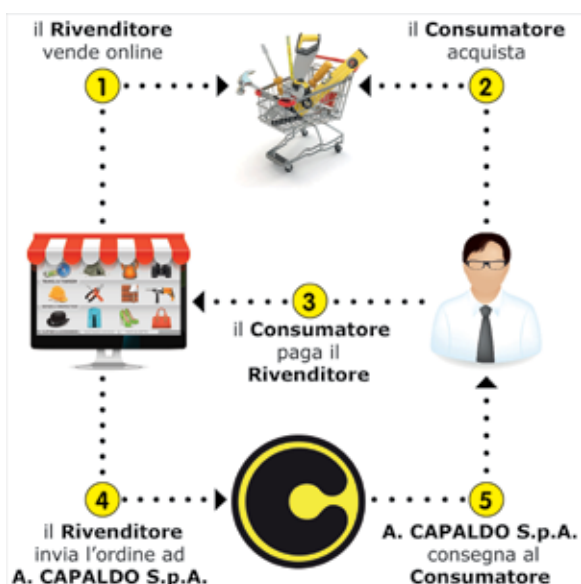 il Rivenditore
vende online
1
il Consumatore
acquista
2
3
il Consumatore
paga il
Rivenditore
4
il Rivenditore
invia l'ordine ad
A. CAPALDO S.p.A.
5
A. CAPALDO S.p.A.
consegna al
Consumatore